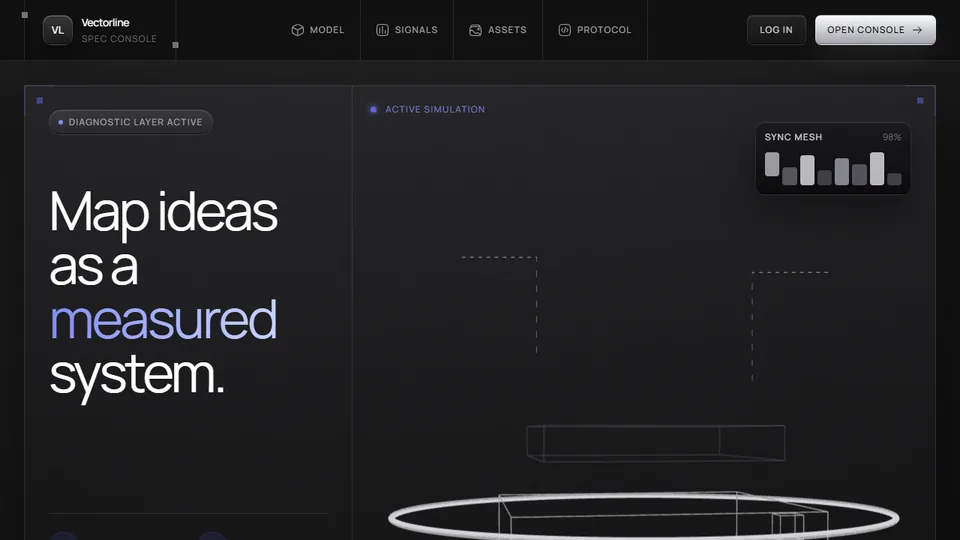 VL
Vectorline
SPEC CONSOLE
MODEL
SIGNALS
ASSETS
PROTOCOL
LOG IN
OPEN CONSOLE
DIAGNOSTIC LAYER ACTIVE
Map ideas
as a
measured
system.
ACTIVE SIMULATION
SYNC MESH
98%